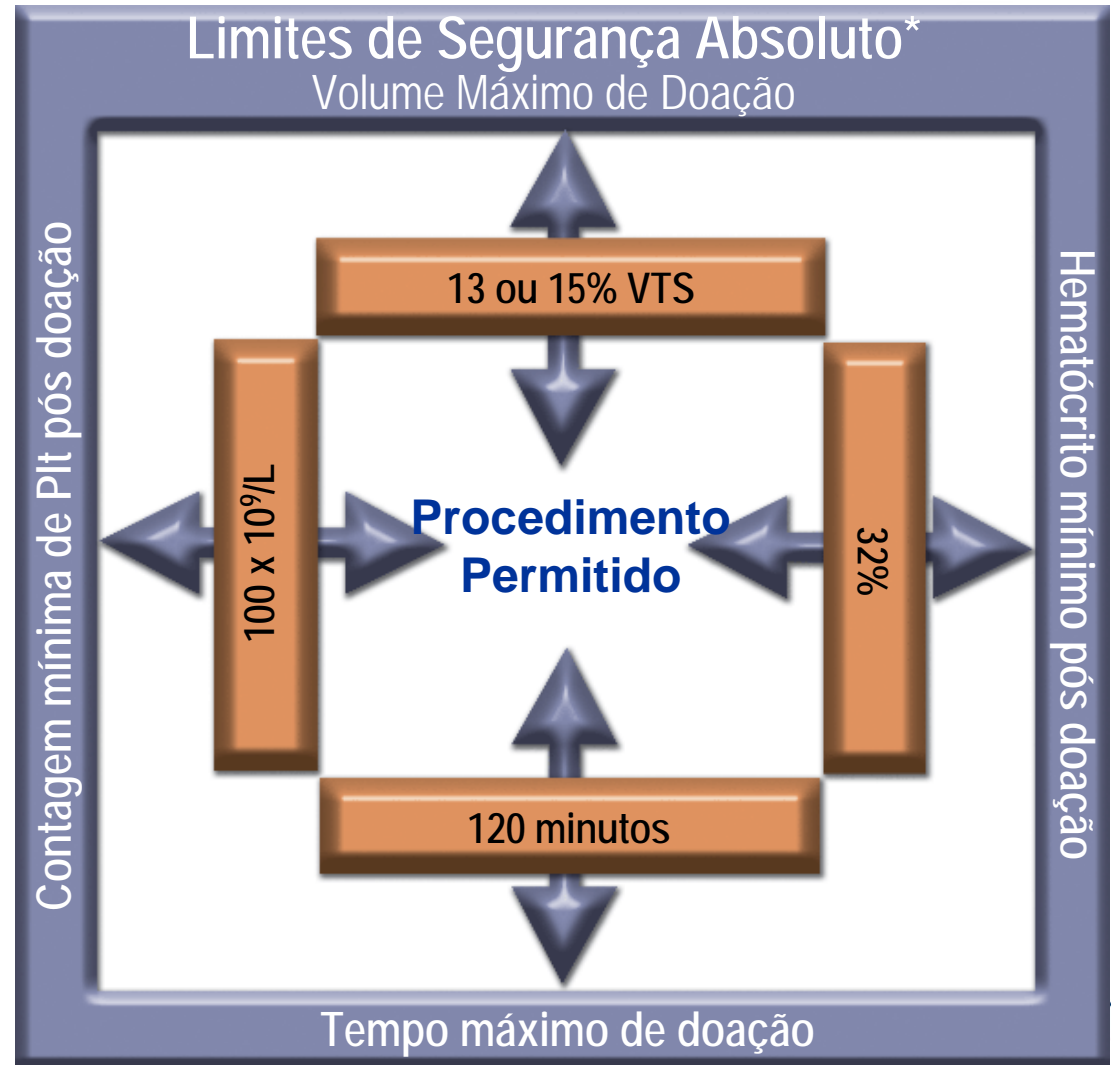 Limites de Segurança Absoluto*
Volume Máximo de Doação
13 ou 15% VTS
Contagem mínima de Plt pós doação
100 x 10⁹/L
Procedimento
Permitido
32%
Hematócrito mínimo pós doação
120 minutos
Tempo máximo de doação